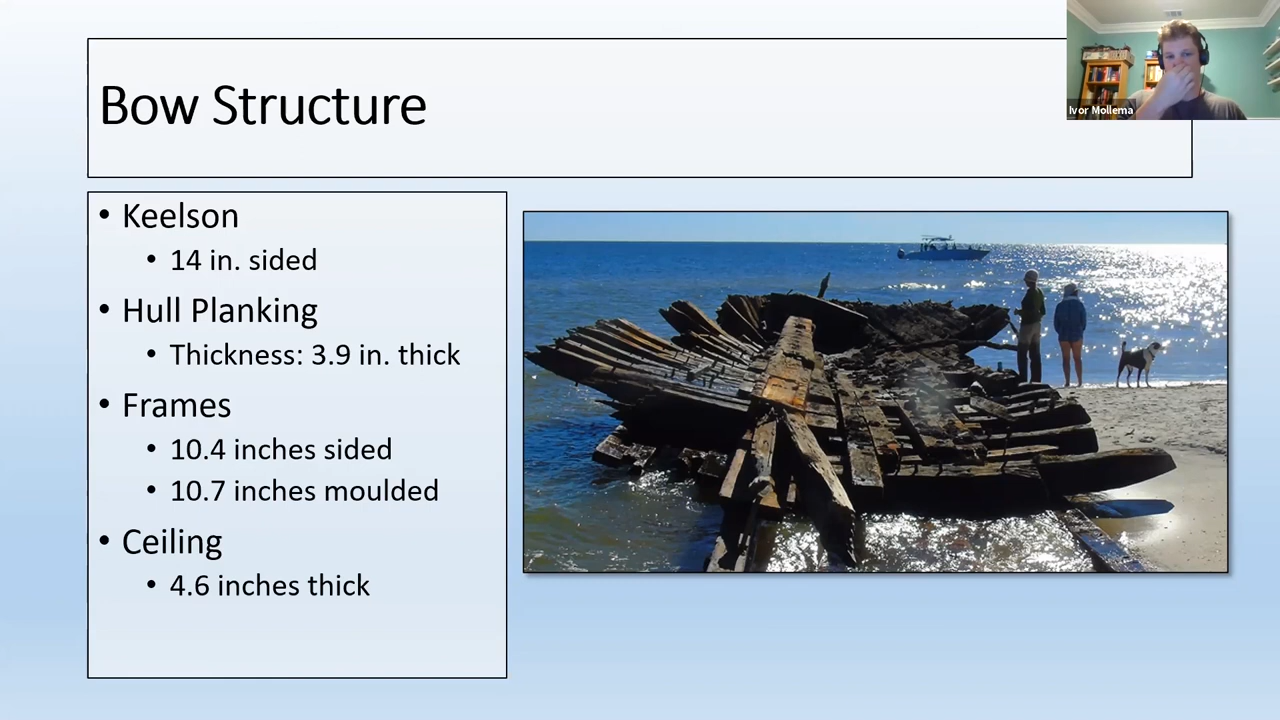 Bow Structure
Ivor Mollema
• Keelson
• 14 in. sided
• Hull Planking
• Thickness: 3.9 in. thick
• Frames
• 10.4 inches sided
• 10.7 inches moulded
• Ceiling
• 4.6 inches thick